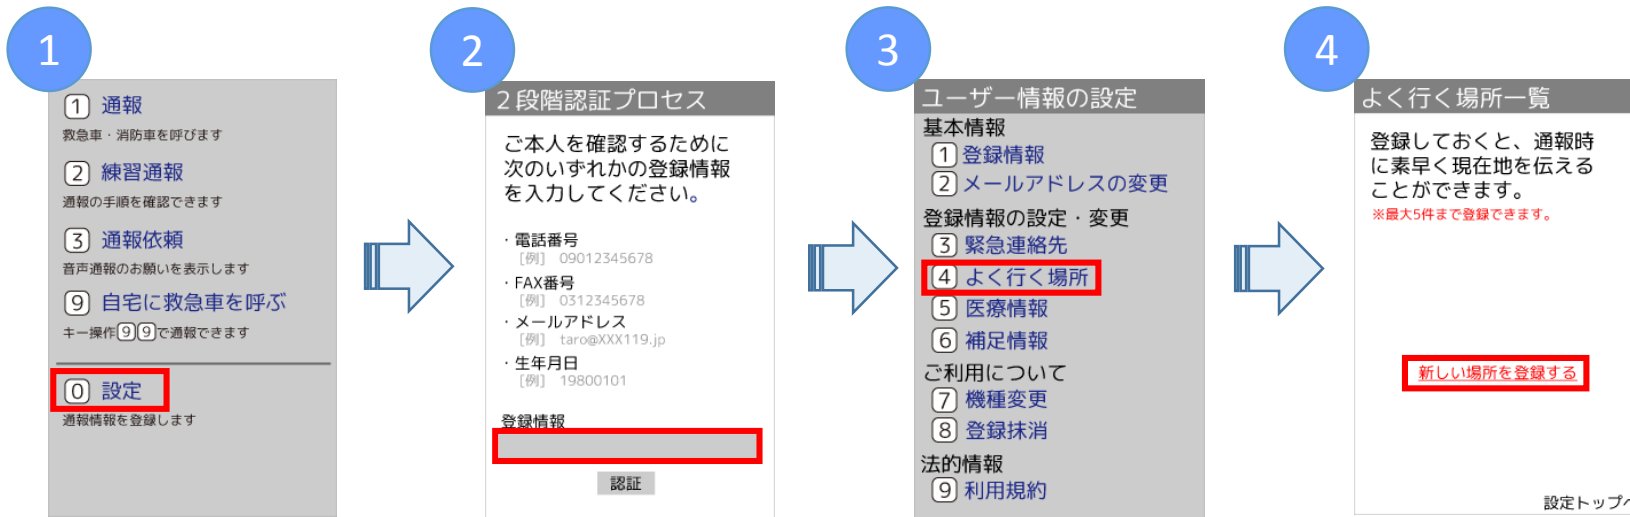 1
1 通報
救急車・消防車を呼びます
2 練習通報
通報の手順を確認できます
3 通報依頼
音声通報のお願いを表示します
9 自宅に救急車を呼ぶ
キー操作99で通報できます
0 設定
通報情報を登録します
2
2段階認証プロセス
ご本人を確認するために
次のいずれかの登録情報
を入力してください。
・電話番号
[例] 09012345678
・FAX番号
[例] 0312345678
・メールアドレス
[例] taro@XXX119.jp
・生年月日
[例] 19800101
登録情報
認証
3
ユーザー情報の設定
基本情報
1 登録情報
2 メールアドレスの変更
登録情報の設定・変更
3 緊急連絡先
4 よく行く場所
5 医療情報
6 補足情報
ご利用について
7 機種変更
8 登録抹消
法的情報
9 利用規約
4
よく行く場所一覧
登録しておくと、通報時
に素早く現在地を伝える
ことができます。
※最大5件まで登録できます。
新しい場所を登録する
設定トップへ